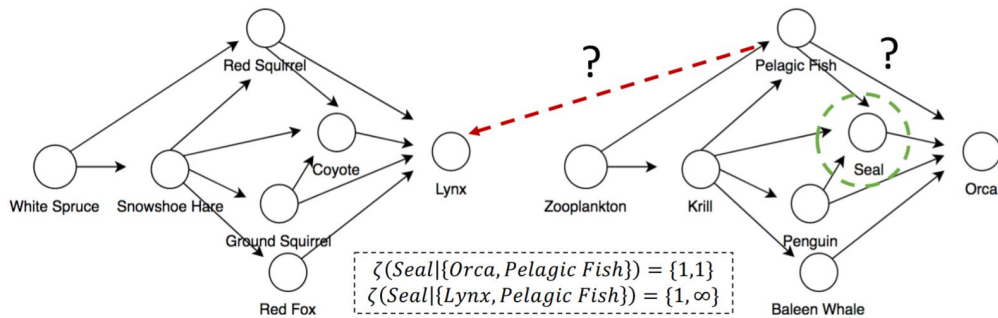 ?
?
Red Squirrel
Pelagic Fish
Coyote
Seal
White Spruce
Snowshoe Hare
Lynx
Zooplankton
Krill
Orca
Ground Squirrel
Penguin
Red Fox
Baleen Whale
ζ(Seal|{Orca, Pelagic Fish}) = {1,1}
ζ(Seal|{Lynx, Pelagic Fish}) = {1, ∞}